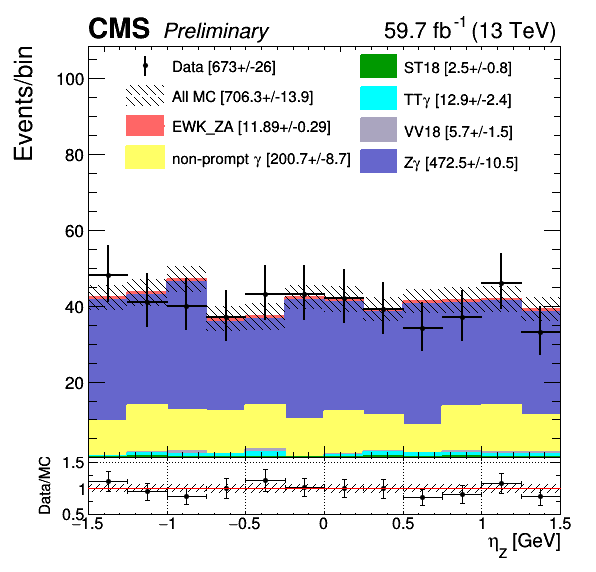 CMS Preliminary 59.7 fb⁻¹ (13 TeV)
Events/bin
Data [673+/-26]
All MC [706.3+/-13.9]
EWK_ZA [11.89+/-0.29]
non-prompt γ [200.7+/-8.7]
ST18 [2.5+/-0.8]
TTγ [12.9+/-2.4]
VV18 [5.7+/-1.5]
Zγ [472.5+/-10.5]
100
80
60
40
20
Data/MC
1.5
1
0.5
−1.5 −1 −0.5 0 0.5 1 1.5
η_Z [GeV]